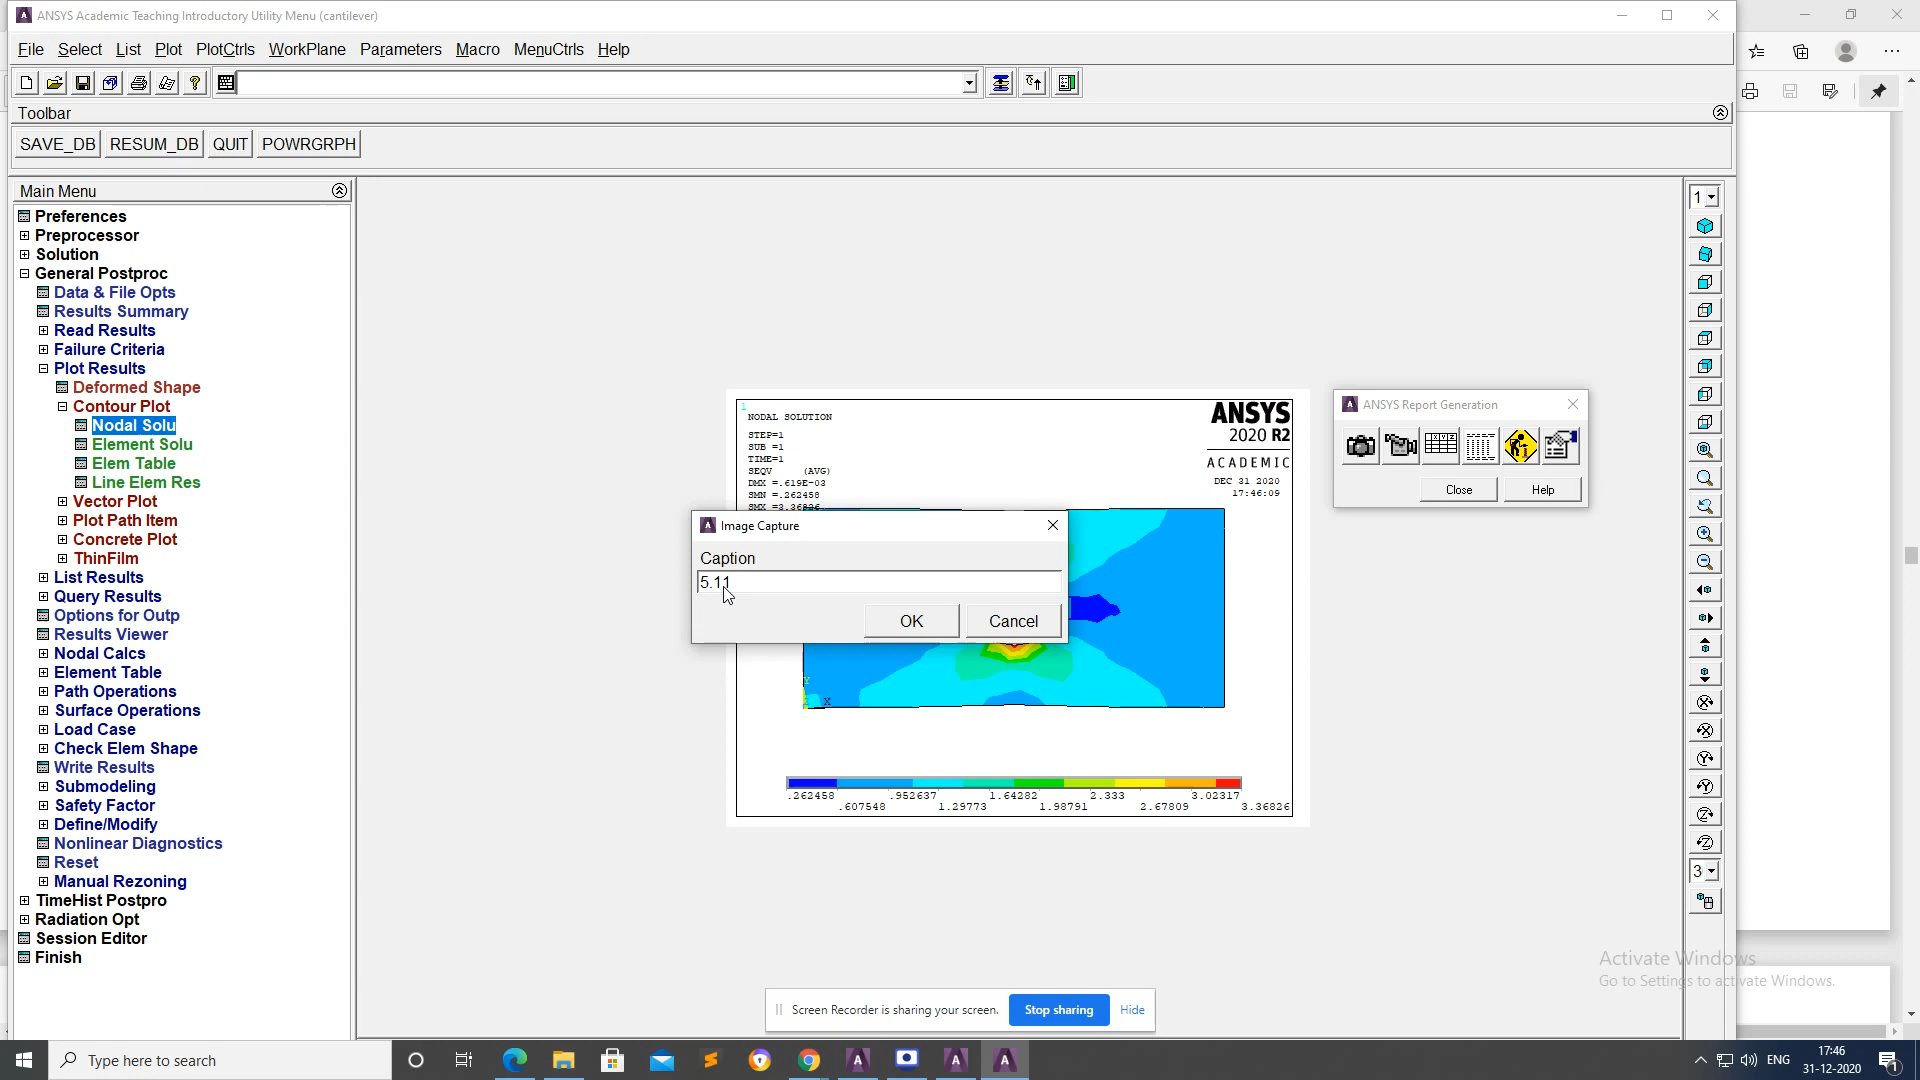 ANSYS Academic Teaching Introductory Utility Menu (cantilever)
File Select List Plot PlotCtrls WorkPlane Parameters Macro MenuCtrls Help
Toolbar
SAVE_DB RESUM_DB QUIT POWRGRPH
Main Menu
Preferences
Preprocessor
Solution
General Postproc
Data & File Opts
Results Summary
Read Results
Failure Criteria
Plot Results
Deformed Shape
Contour Plot
Nodal Solu
Element Solu
Elem Table
Line Elem Res
Vector Plot
Plot Path Item
Concrete Plot
ThinFilm
List Results
Query Results
Options for Outp
Results Viewer
Nodal Calcs
Element Table
Path Operations
Surface Operations
Load Case
Check Elem Shape
Write Results
Submodeling
Safety Factor
Define/Modify
Nonlinear Diagnostics
Reset
Manual Rezoning
TimeHist Postpro
Radiation Opt
Session Editor
Finish
1
NODAL SOLUTION
STEP=1
SUB =1
TIME=1
SEQV (AVG)
DMX =.619E-03
SMN =.262458
SMX =3.36826
ANSYS
2020 R2
ACADEMIC
DEC 31 2020
17:46:09
Image Capture
Caption
5.11
OK Cancel
Y
X
.262458 .952637 1.64282 2.333 3.02317
.607548 1.29773 1.98791 2.67809 3.36826
ANSYS Report Generation
Close Help
1
3
Activate Windows
Go to Settings to activate Windows.
Screen Recorder is sharing your screen. Stop sharing Hide
Type here to search
ENG
17:46
31-12-2020
1